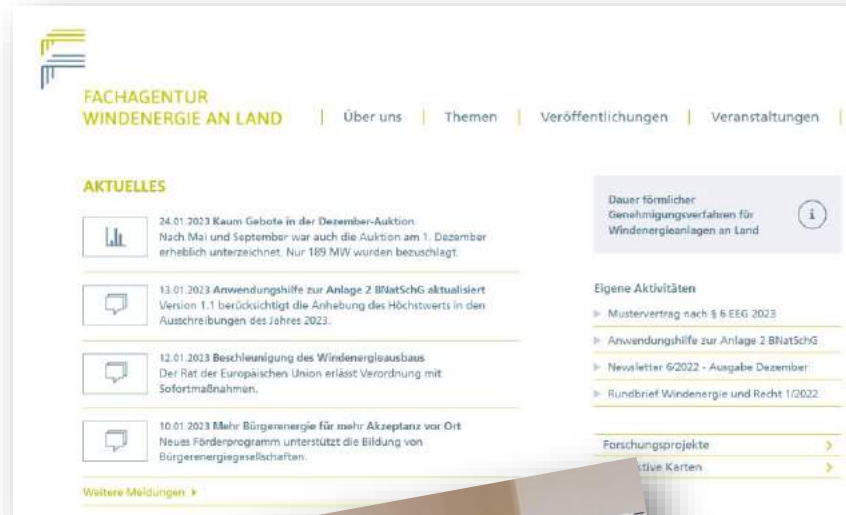 FACHAGENTUR
WINDENERGIE AN LAND
Über uns
Themen
Veröffentlichungen
Veranstaltungen
AKTUELLES
24.01.2023 Kaum Gebote in der Dezember-Auktion
Nach Mai und September war auch die Auktion am 1. Dezember
erheblich unterzeichnet. Nur 189 MW wurden bezuschlagt.
13.01.2023 Anwendungshilfe zur Anlage 2 BNatSchG aktualisiert
Version 1.1 berücksichtigt die Anhebung des Höchstwerts in den
Ausschreibungen des Jahres 2023.
12.01.2023 Beschleunigung des Windenergieausbaus
Der Rat der Europäischen Union erlässt Verordnung mit
Sofortmaßnahmen.
10.01.2023 Mehr Bürgerenergie für mehr Akzeptanz vor Ort
Neues Förderprogramm unterstützt die Bildung von
Bürgerenergiegesellschaften.
Weitere Meldungen
Dauer förmlicher
Genehmigungsverfahren für
Windenergieanlagen an Land
i
Eigene Aktivitäten
Mustervertrag nach § 6 EEG 2023
Anwendungshilfe zur Anlage 2 BNatSchG
Newsletter 6/2022 - Ausgabe Dezember
Rundbrief Windenergie und Recht 1/2022
Forschungsprojekte
Karten